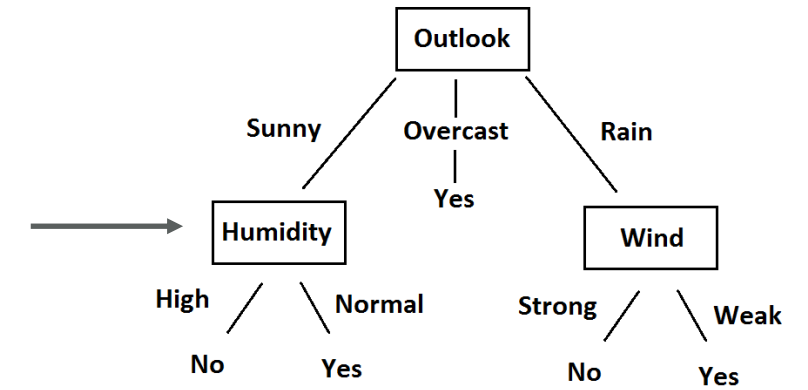 Outlook
Sunny
Overcast
Rain
Yes
Humidity
Wind
High
Normal
Strong
Weak
No
Yes
No
Yes